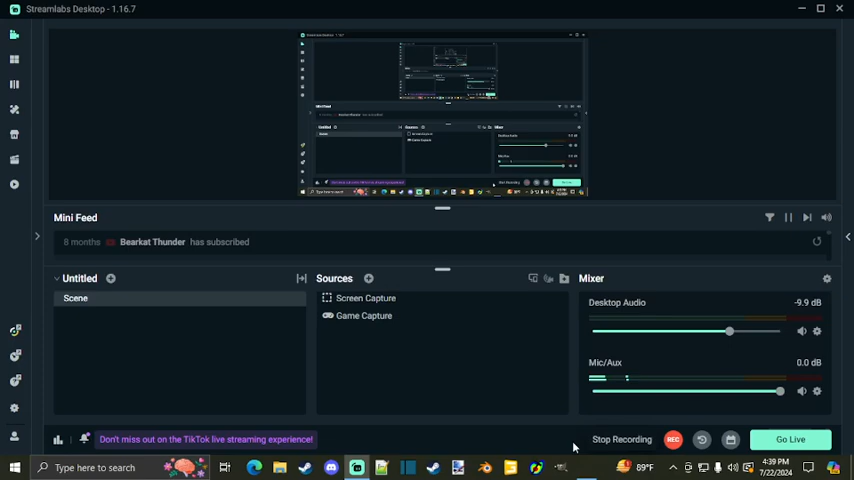 Streamlabs Desktop - 1.16.7
Mini Feed
8 months Bearkat Thunder has subscribed
Untitled
Scene
Sources
Screen Capture
Game Capture
Mixer
Desktop Audio -9.9 dB
Mic/Aux 0.0 dB
Don't miss out on the TikTok live streaming experience!
Stop Recording REC Go Live
Type here to search
89°F
4:39 PM
7/22/2024